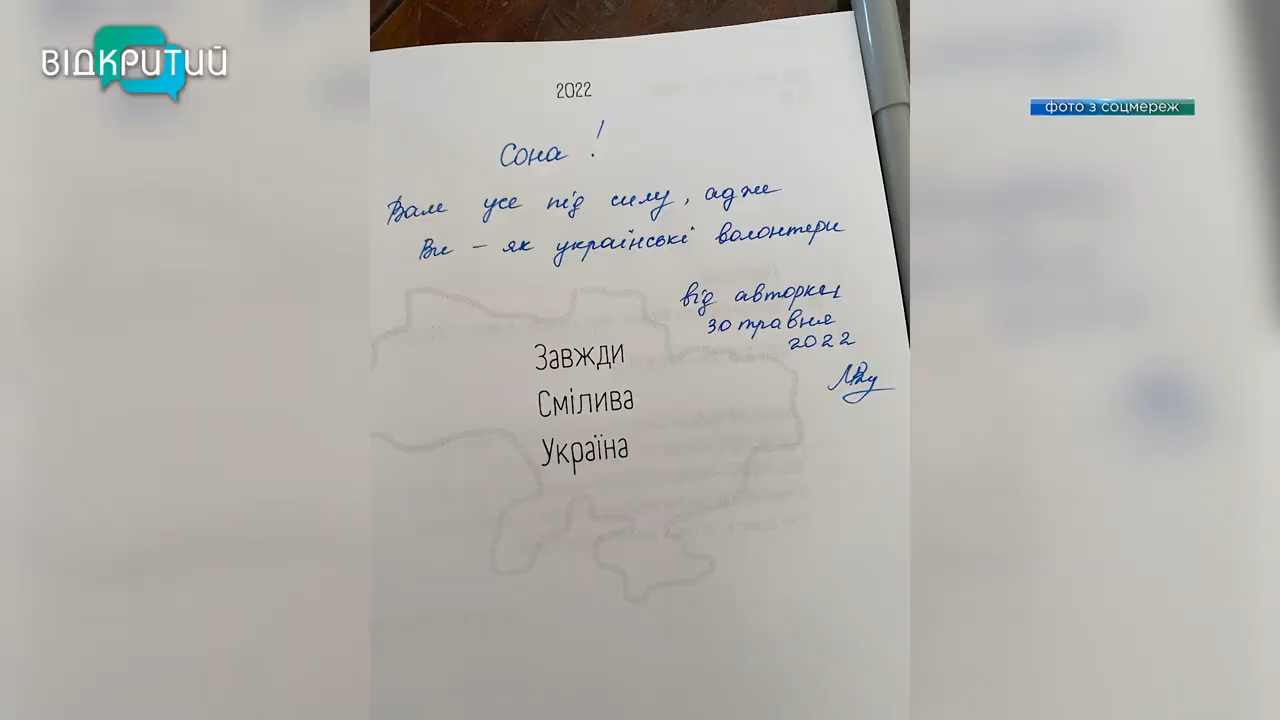 ВІДКРИТИЙ
фото з соцмереж
2022
Сона!
Вам усе під силу, адже
Ви - як українські волонтери
від авторки
30 травня
2022
Завжди
Смілива
Україна